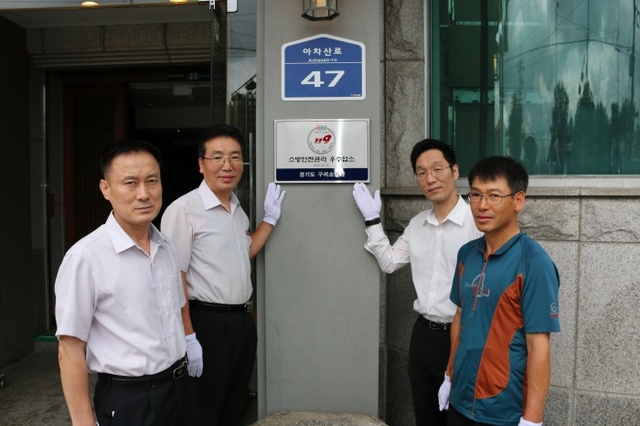 아차산로
Achasan-ro
47
119
소방안전관리 우수업소
경기도 구리소방서